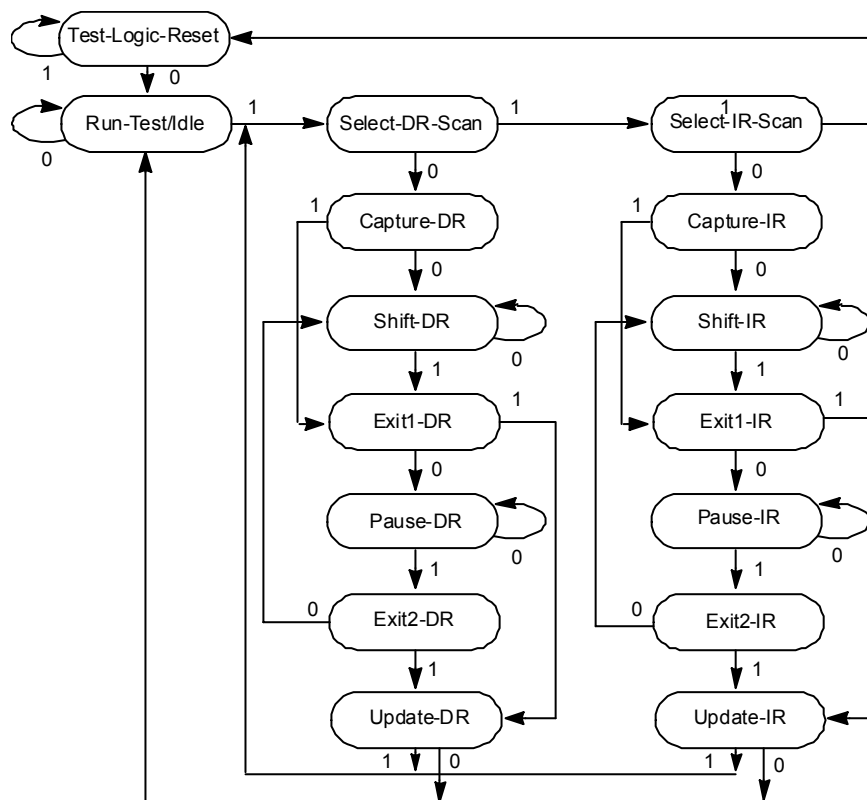 Test-Logic-Reset
1
0
Run-Test/Idle
0
1
Select-DR-Scan
1
Select-IR-Scan
1
0
0
1
Capture-DR
1
Capture-IR
0
0
Shift-DR
0
Shift-IR
0
1
1
Exit1-DR
1
Exit1-IR
1
0
0
Pause-DR
0
Pause-IR
0
1
1
0
Exit2-DR
0
Exit2-IR
1
1
Update-DR
Update-IR
1
0
1
0